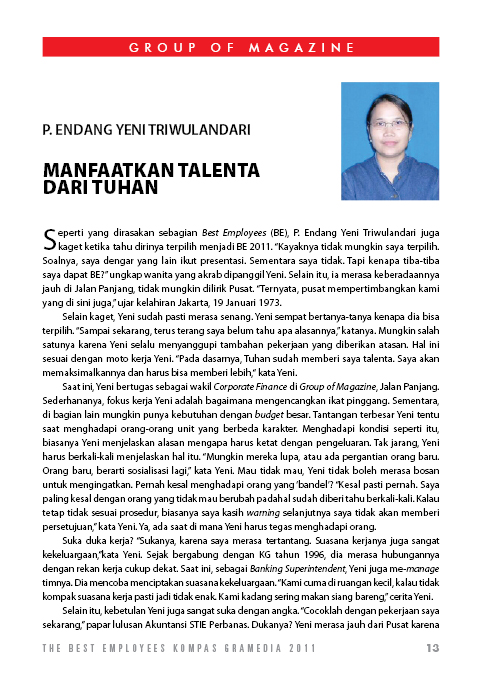 GROUP OF MAGAZINE
P. ENDANG YENI TRIWULANDARI
MANFAATKAN TALENTA
DARI TUHAN
Seperti yang dirasakan sebagian Best Employees (BE), P. Endang Yeni Triwulandari juga
kaget ketika tahu dirinya terpilih menjadi BE 2011. “Kayaknya tidak mungkin saya terpilih.
Soalnya, saya dengar yang lain ikut presentasi. Sementara saya tidak. Tapi kenapa tiba-tiba
saya dapat BE?” ungkap wanita yang akrab dipanggil Yeni. Selain itu, ia merasa keberadaannya
jauh di Jalan Panjang, tidak mungkin dilirik Pusat. “Ternyata, pusat mempertimbangkan kami
yang di sini juga,” ujar kelahiran Jakarta, 19 Januari 1973.
Selain kaget, Yeni sudah pasti merasa senang. Yeni sempat bertanya-tanya kenapa dia bisa
terpilih. “Sampai sekarang, terus terang saya belum tahu apa alasannya,” katanya. Mungkin salah
satunya karena Yeni selalu menyanggupi tambahan pekerjaan yang diberikan atasan. Hal ini
sesuai dengan moto kerja Yeni. “Pada dasarnya, Tuhan sudah memberi saya talenta. Saya akan
memaksimalkannya dan harus bisa memberi lebih,” kata Yeni.
Saat ini, Yeni bertugas sebagai wakil Corporate Finance di Group of Magazine, Jalan Panjang.
Sederhananya, fokus kerja Yeni adalah bagaimana mengencangkan ikat pinggang. Sementara,
di bagian lain mungkin punya kebutuhan dengan budget besar. Tantangan terbesar Yeni tentu
saat menghadapi orang-orang unit yang berbeda karakter. Menghadapi kondisi seperti itu,
biasanya Yeni menjelaskan alasan mengapa harus ketat dengan pengeluaran. Tak jarang, Yeni
harus berkali-kali menjelaskan hal itu. “Mungkin mereka lupa, atau ada pergantian orang baru.
Orang baru, berarti sosialisasi lagi,” kata Yeni. Mau tidak mau, Yeni tidak boleh merasa bosan
untuk mengingatkan. Pernah kesal menghadapi orang yang ‘bandel’? “Kesal pasti pernah. Saya
paling kesal dengan orang yang tidak mau berubah padahal sudah diberi tahu berkali-kali. Kalau
tetap tidak sesuai prosedur, biasanya saya kasih warning selanjutnya saya tidak akan memberi
persetujuan,” kata Yeni. Ya, ada saat di mana Yeni harus tegas menghadapi orang.
Suka duka kerja? “Sukanya, karena saya merasa tertantang. Suasana kerjanya juga sangat
kekeluargaan,”kata Yeni. Sejak bergabung dengan KG tahun 1996, dia merasa hubungannya
dengan rekan kerja cukup dekat. Saat ini, sebagai Banking Superintendent, Yeni juga me-manage
timnya. Dia mencoba menciptakan suasana kekeluargaan. “Kami cuma di ruangan kecil, kalau tidak
kompak suasana kerja pasti jadi tidak enak. Kami kadang sering makan siang bareng,” cerita Yeni.
Selain itu, kebetulan Yeni juga sangat suka dengan angka. “Cocoklah dengan pekerjaan saya
sekarang,” papar lulusan Akuntansi STIE Perbanas. Dukanya? Yeni merasa jauh dari Pusat karena
THE BEST EMPLOYEES KOMPAS GRAMEDIA 2011 13